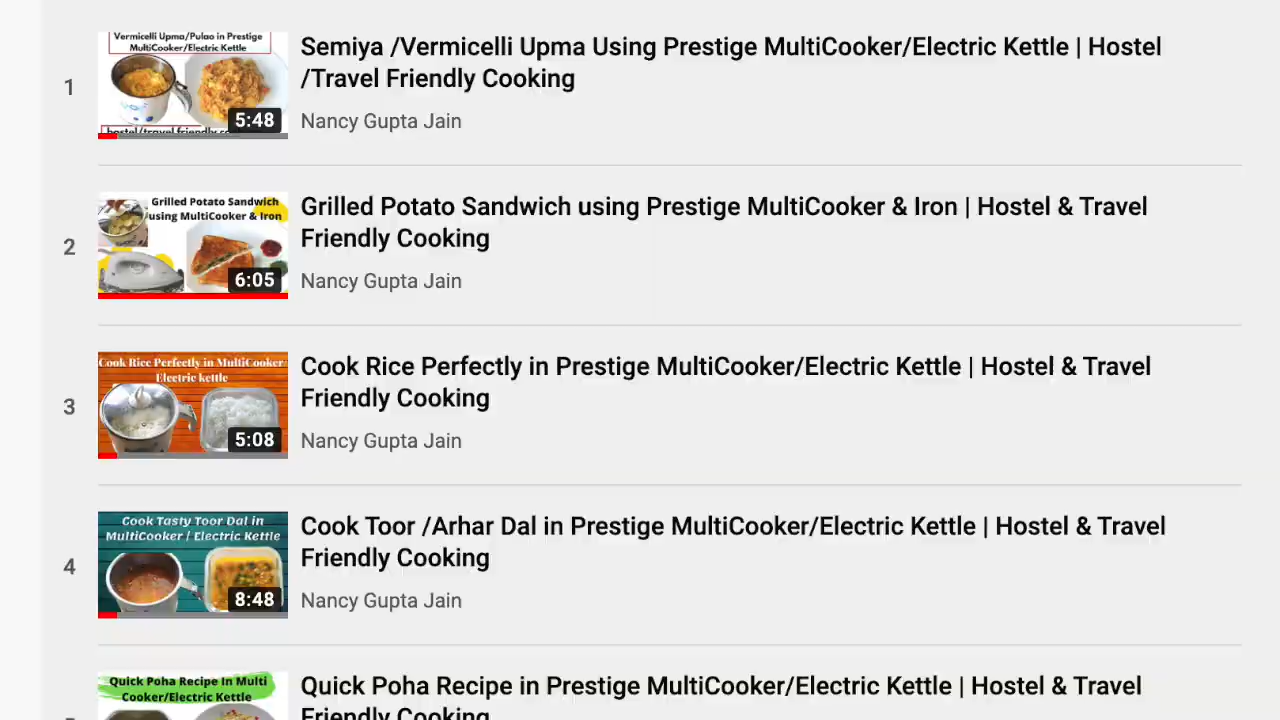 1
Vermicelli Upma/Pulao in Prestige
MultiCooker/Electric Kettle
5:48
Semiya /Vermicelli Upma Using Prestige MultiCooker/Electric Kettle | Hostel
/Travel Friendly Cooking
Nancy Gupta Jain
2
Grilled Potato Sandwich
using MultiCooker & Iron
6:05
Grilled Potato Sandwich using Prestige MultiCooker & Iron | Hostel & Travel
Friendly Cooking
Nancy Gupta Jain
3
Cook Rice Perfectly in MultiCooker
Electric kettle
5:08
Cook Rice Perfectly in Prestige MultiCooker/Electric Kettle | Hostel & Travel
Friendly Cooking
Nancy Gupta Jain
4
Cook Tasty Toor Dal in
MultiCooker / Electric Kettle
8:48
Cook Toor /Arhar Dal in Prestige MultiCooker/Electric Kettle | Hostel & Travel
Friendly Cooking
Nancy Gupta Jain
Quick Poha Recipe In Multi
Cooker/Electric Kettle
Quick Poha Recipe in Prestige MultiCooker/Electric Kettle | Hostel & Travel
Friendly Cooking